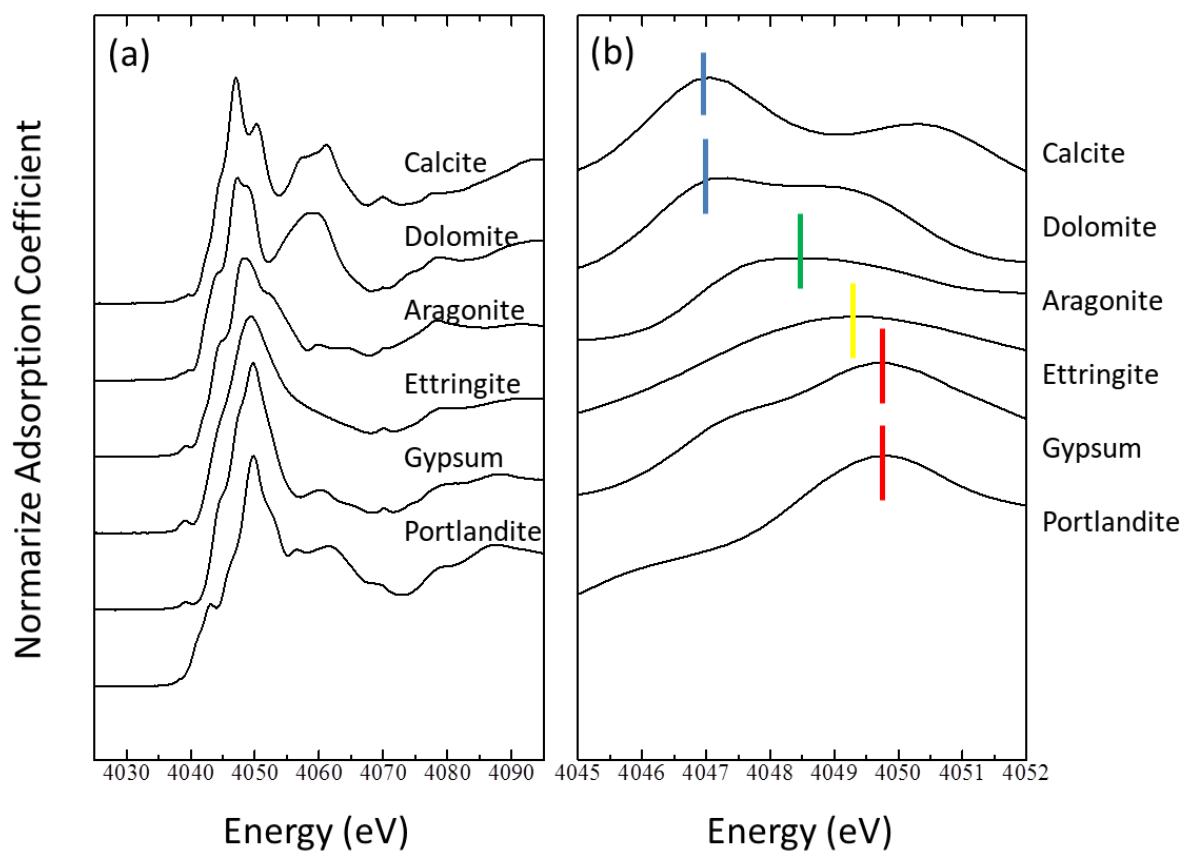 Normarize Adsorption Coefficient
(a)
Calcite
Dolomite
Aragonite
Ettringite
Gypsum
Portlandite
4030 4040 4050 4060 4070 4080 4090
Energy (eV)
(b)
Calcite
Dolomite
Aragonite
Ettringite
Gypsum
Portlandite
4045 4046 4047 4048 4049 4050 4051 4052
Energy (eV)